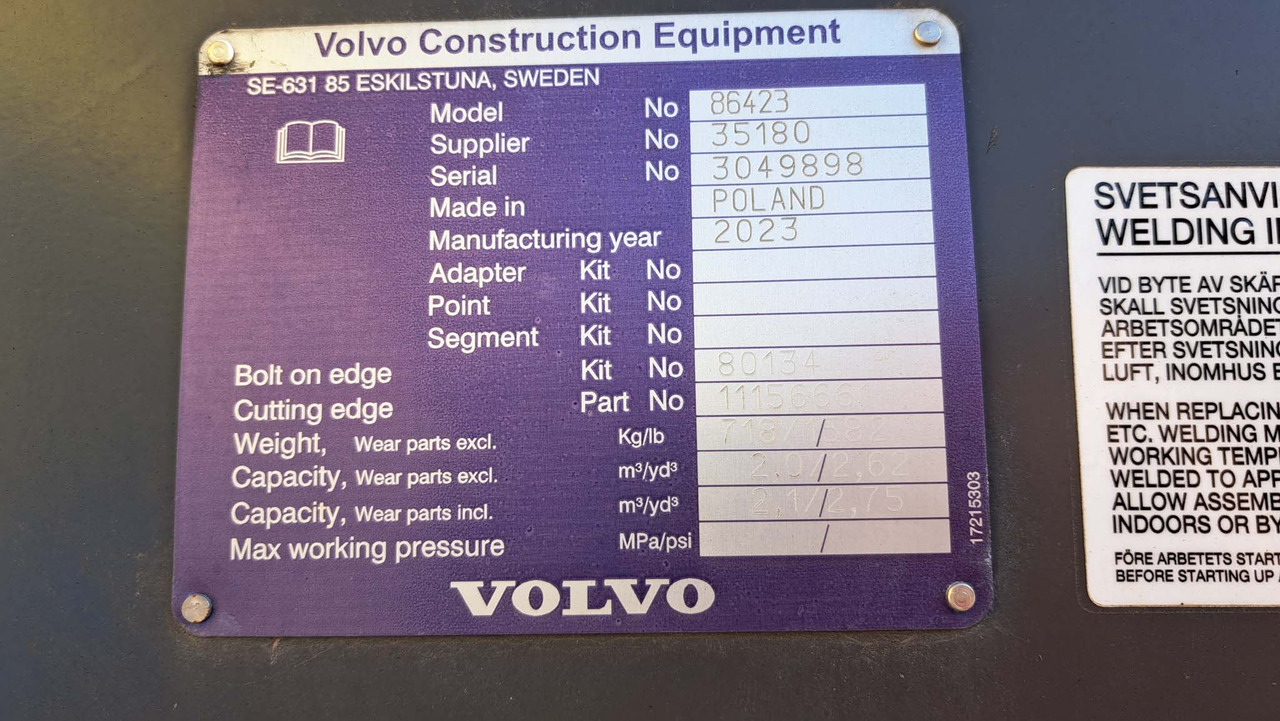 Volvo Construction Equipment
SE-631 85 ESKILSTUNA, SWEDEN
Model No 86423
Supplier No 35180
Serial No 3049898
Made in POLAND
Manufacturing year 2023
Adapter Kit No
Point Kit No
Segment Kit No
Bolt on edge Kit No 80134
Cutting edge Part No
Weight, Wear parts excl. Kg/lb 718/1582
Capacity, Wear parts excl. m³/yd³ 2.0/2,62
Capacity, Wear parts incl. m³/yd³ 2,1/2,75
Max working pressure MPa/psi /
17215303
VOLVO
SVETSANVI
WELDING I
VID BYTE AV SKÄR
SKALL SVETSNING
ARBETSOMRÅDET
EFTER SVETSNING
LUFT, INOMHUS E
WHEN REPLACIN
ETC. WELDING M
WORKING TEMPE
WELDED TO APP
ALLOW ASSEMB
INDOORS OR BY
FÖRE ARBETETS START
BEFORE STARTING UP